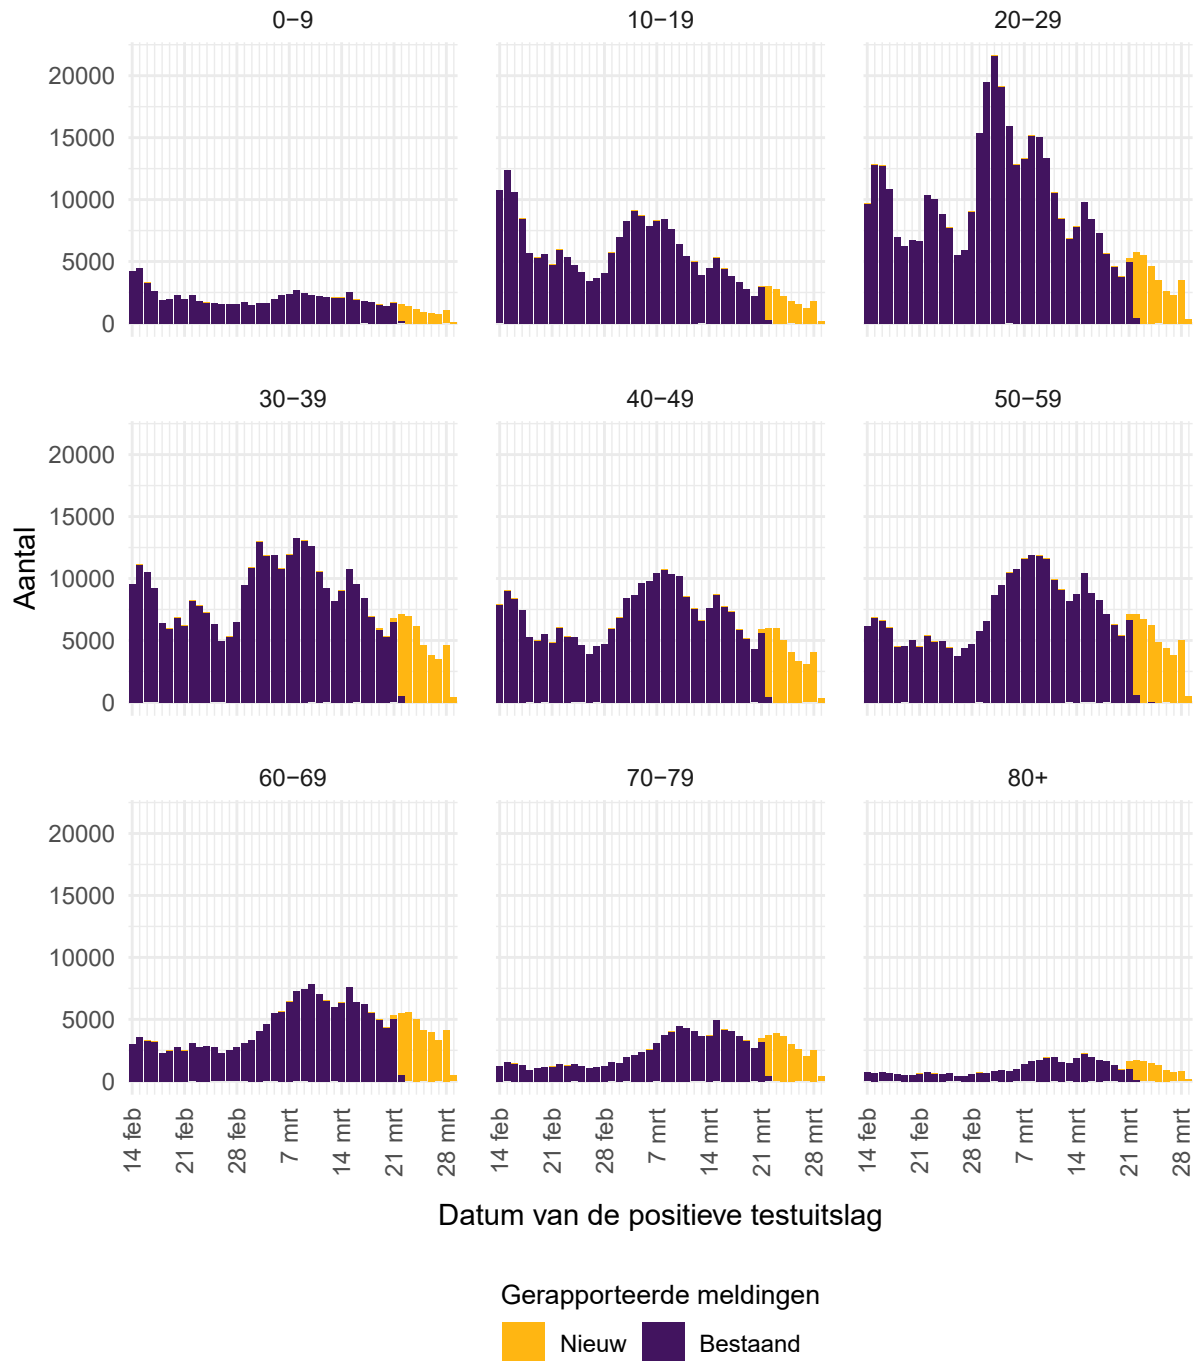 0−9 10−19 20−29
20000
15000
10000
5000
0
30−39 40−49 50−59
20000
15000
10000
5000
0
Aantal
60−69 70−79 80+
20000
15000
10000
5000
0
14 feb 21 feb 28 feb 7 mrt 14 mrt 21 mrt 28 mrt 14 feb 21 feb 28 feb 7 mrt 14 mrt 21 mrt 28 mrt 14 feb 21 feb 28 feb 7 mrt 14 mrt 21 mrt 28 mrt
Datum van de positieve testuitslag
Gerapporteerde meldingen
Nieuw Bestaand